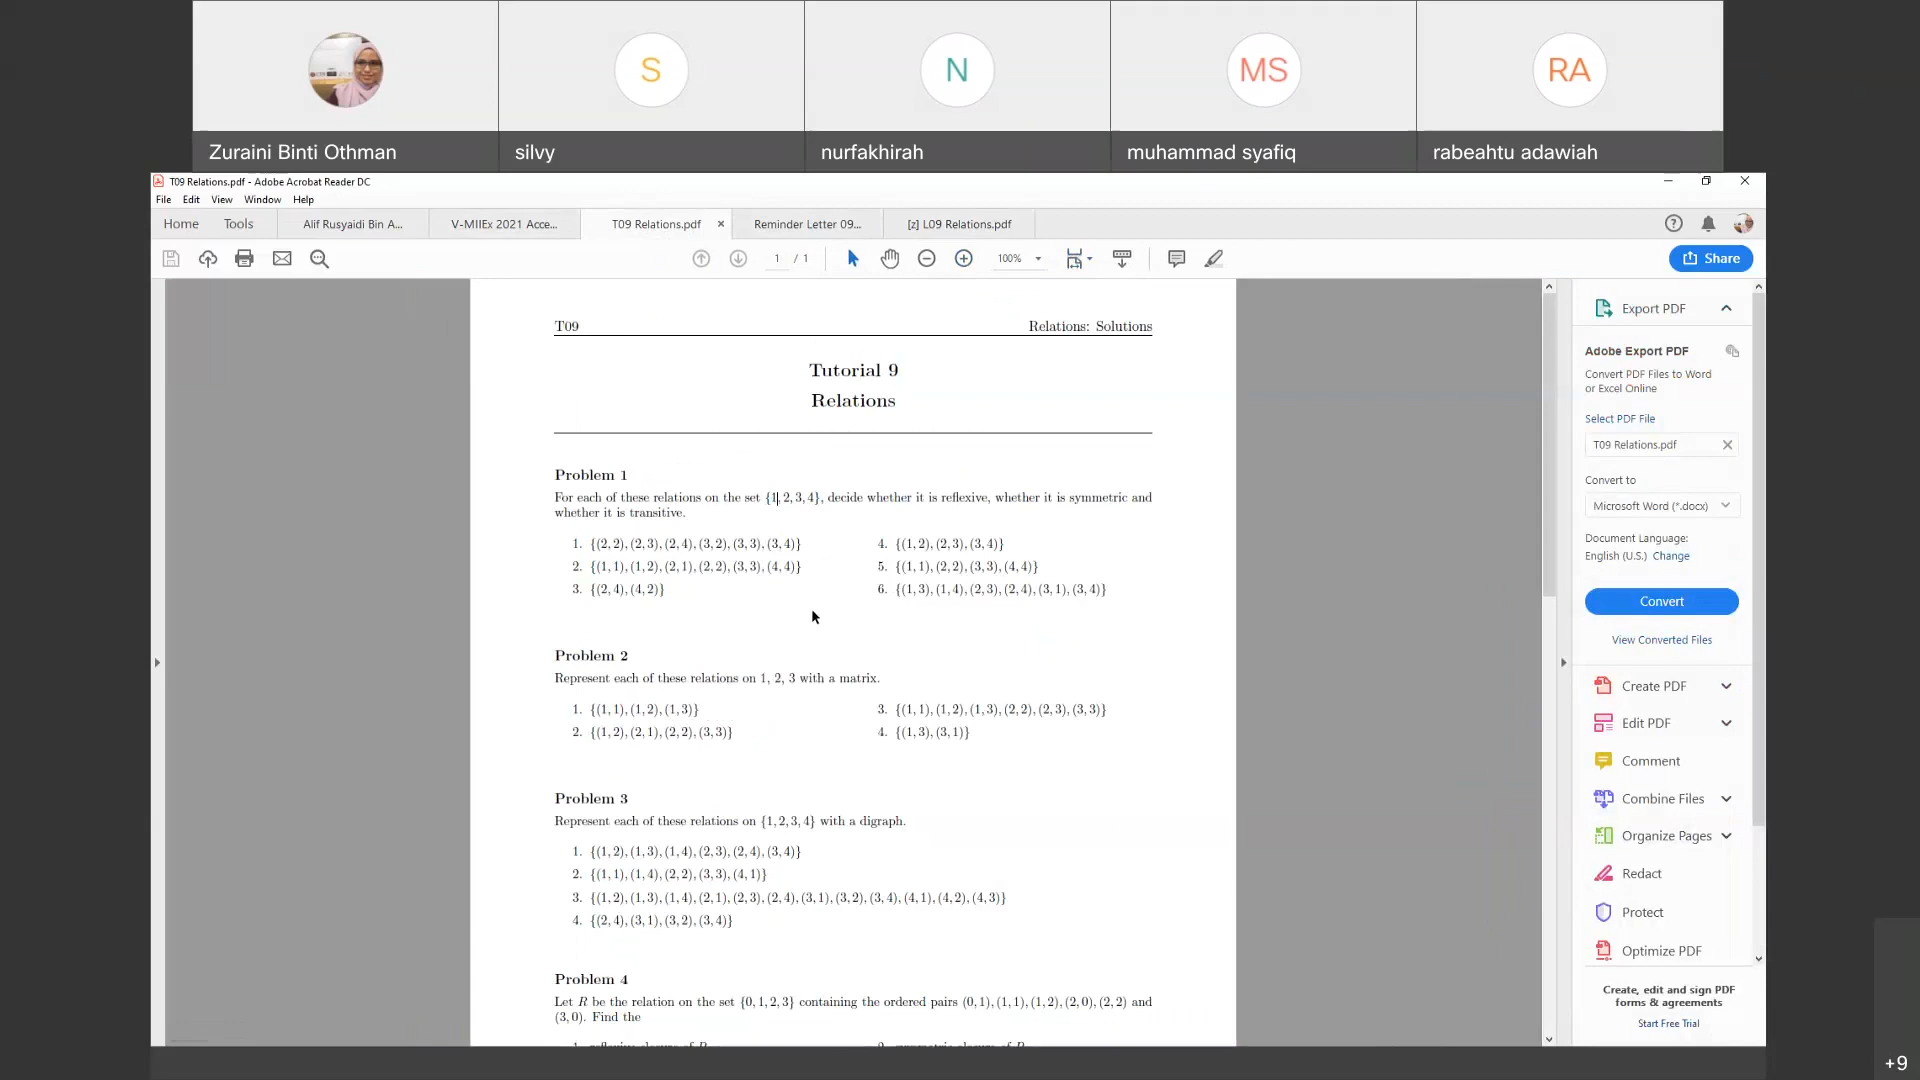 S
N
MS
RA
Zuraini Binti Othman
silvy
nurfakhirah
muhammad syafiq
rabeahtu adawiah
T09 Relations.pdf - Adobe Acrobat Reader DC
File Edit View Window Help
Home Tools Alif Rusyaidi Bin A... V-MIIEx 2021 Acce... T09 Relations.pdf × Reminder Letter 09... [z] L09 Relations.pdf
1 / 1 100% Share
T09 Relations: Solutions
Tutorial 9
Relations
Problem 1
For each of these relations on the set {1, 2, 3, 4}, decide whether it is reflexive, whether it is symmetric and
whether it is transitive.
1. {(2, 2), (2, 3), (2, 4), (3, 2), (3, 3), (3, 4)}
2. {(1, 1), (1, 2), (2, 1), (2, 2), (3, 3), (4, 4)}
3. {(2, 4), (4, 2)}
4. {(1, 2), (2, 3), (3, 4)}
5. {(1, 1), (2, 2), (3, 3), (4, 4)}
6. {(1, 3), (1, 4), (2, 3), (2, 4), (3, 1), (3, 4)}
Problem 2
Represent each of these relations on 1, 2, 3 with a matrix.
1. {(1, 1), (1, 2), (1, 3)}
2. {(1, 2), (2, 1), (2, 2), (3, 3)}
3. {(1, 1), (1, 2), (1, 3), (2, 2), (2, 3), (3, 3)}
4. {(1, 3), (3, 1)}
Problem 3
Represent each of these relations on {1, 2, 3, 4} with a digraph.
1. {(1, 2), (1, 3), (1, 4), (2, 3), (2, 4), (3, 4)}
2. {(1, 1), (1, 4), (2, 2), (3, 3), (4, 1)}
3. {(1, 2), (1, 3), (1, 4), (2, 1), (2, 3), (2, 4), (3, 1), (3, 2), (3, 4), (4, 1), (4, 2), (4, 3)}
4. {(2, 4), (3, 1), (3, 2), (3, 4)}
Problem 4
Let R be the relation on the set {0, 1, 2, 3} containing the ordered pairs (0, 1), (1, 1), (1, 2), (2, 0), (2, 2) and
(3, 0). Find the
Export PDF
Adobe Export PDF
Convert PDF Files to Word
or Excel Online
Select PDF File
T09 Relations.pdf
Convert to
Microsoft Word (*.docx)
Document Language:
English (U.S.) Change
Convert
View Converted Files
Create PDF
Edit PDF
Comment
Combine Files
Organize Pages
Redact
Protect
Optimize PDF
Create, edit and sign PDF
forms & agreements
Start Free Trial
+9